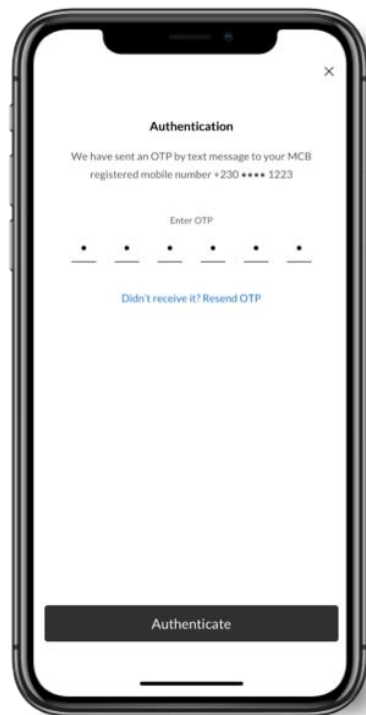 Authentication
We have sent an OTP by text message to your MCB
registered mobile number +230 •••• 1223
Enter OTP
• • • • • •
Didn't receive it? Resend OTP
Authenticate